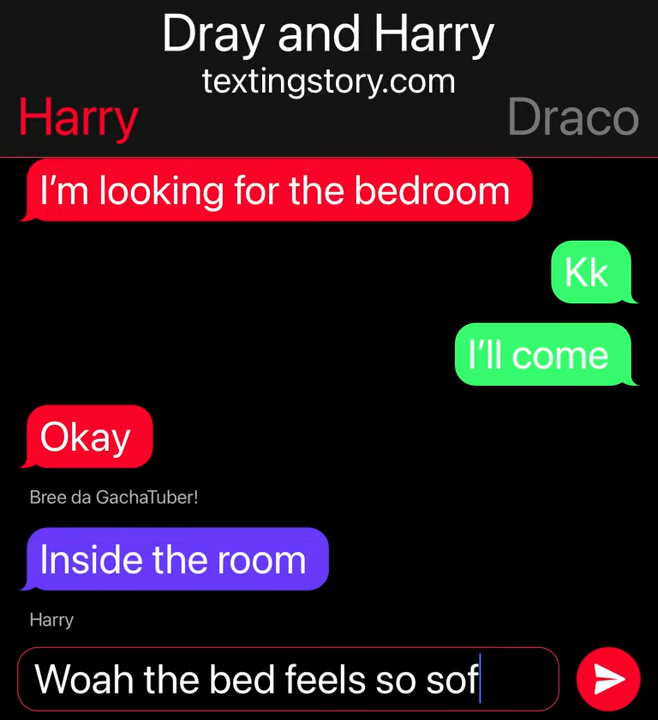 Dray and Harry
textingstory.com
Harry Draco
I'm looking for the bedroom
Kk
I'll come
Okay
Bree da GachaTuber!
Inside the room
Harry
Woah the bed feels so sof